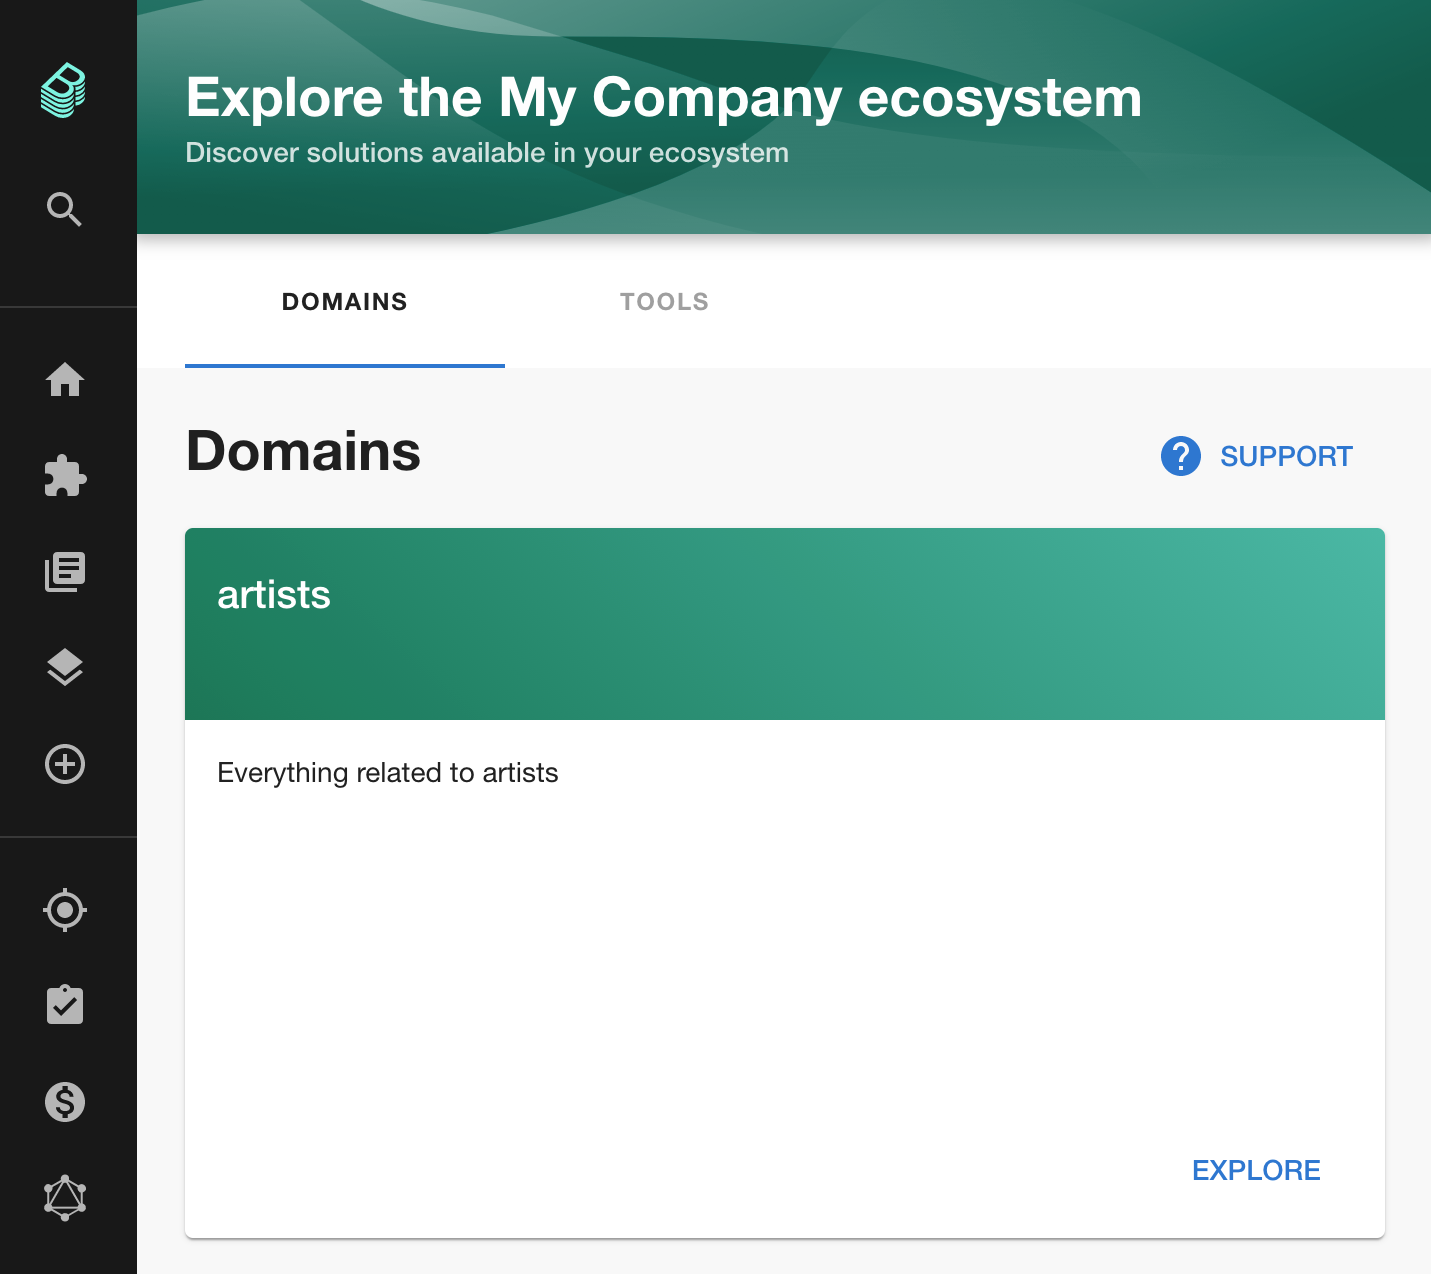 Explore the My Company ecosystem
Discover solutions available in your ecosystem
DOMAINS
TOOLS
Domains
SUPPORT
artists
Everything related to artists
EXPLORE